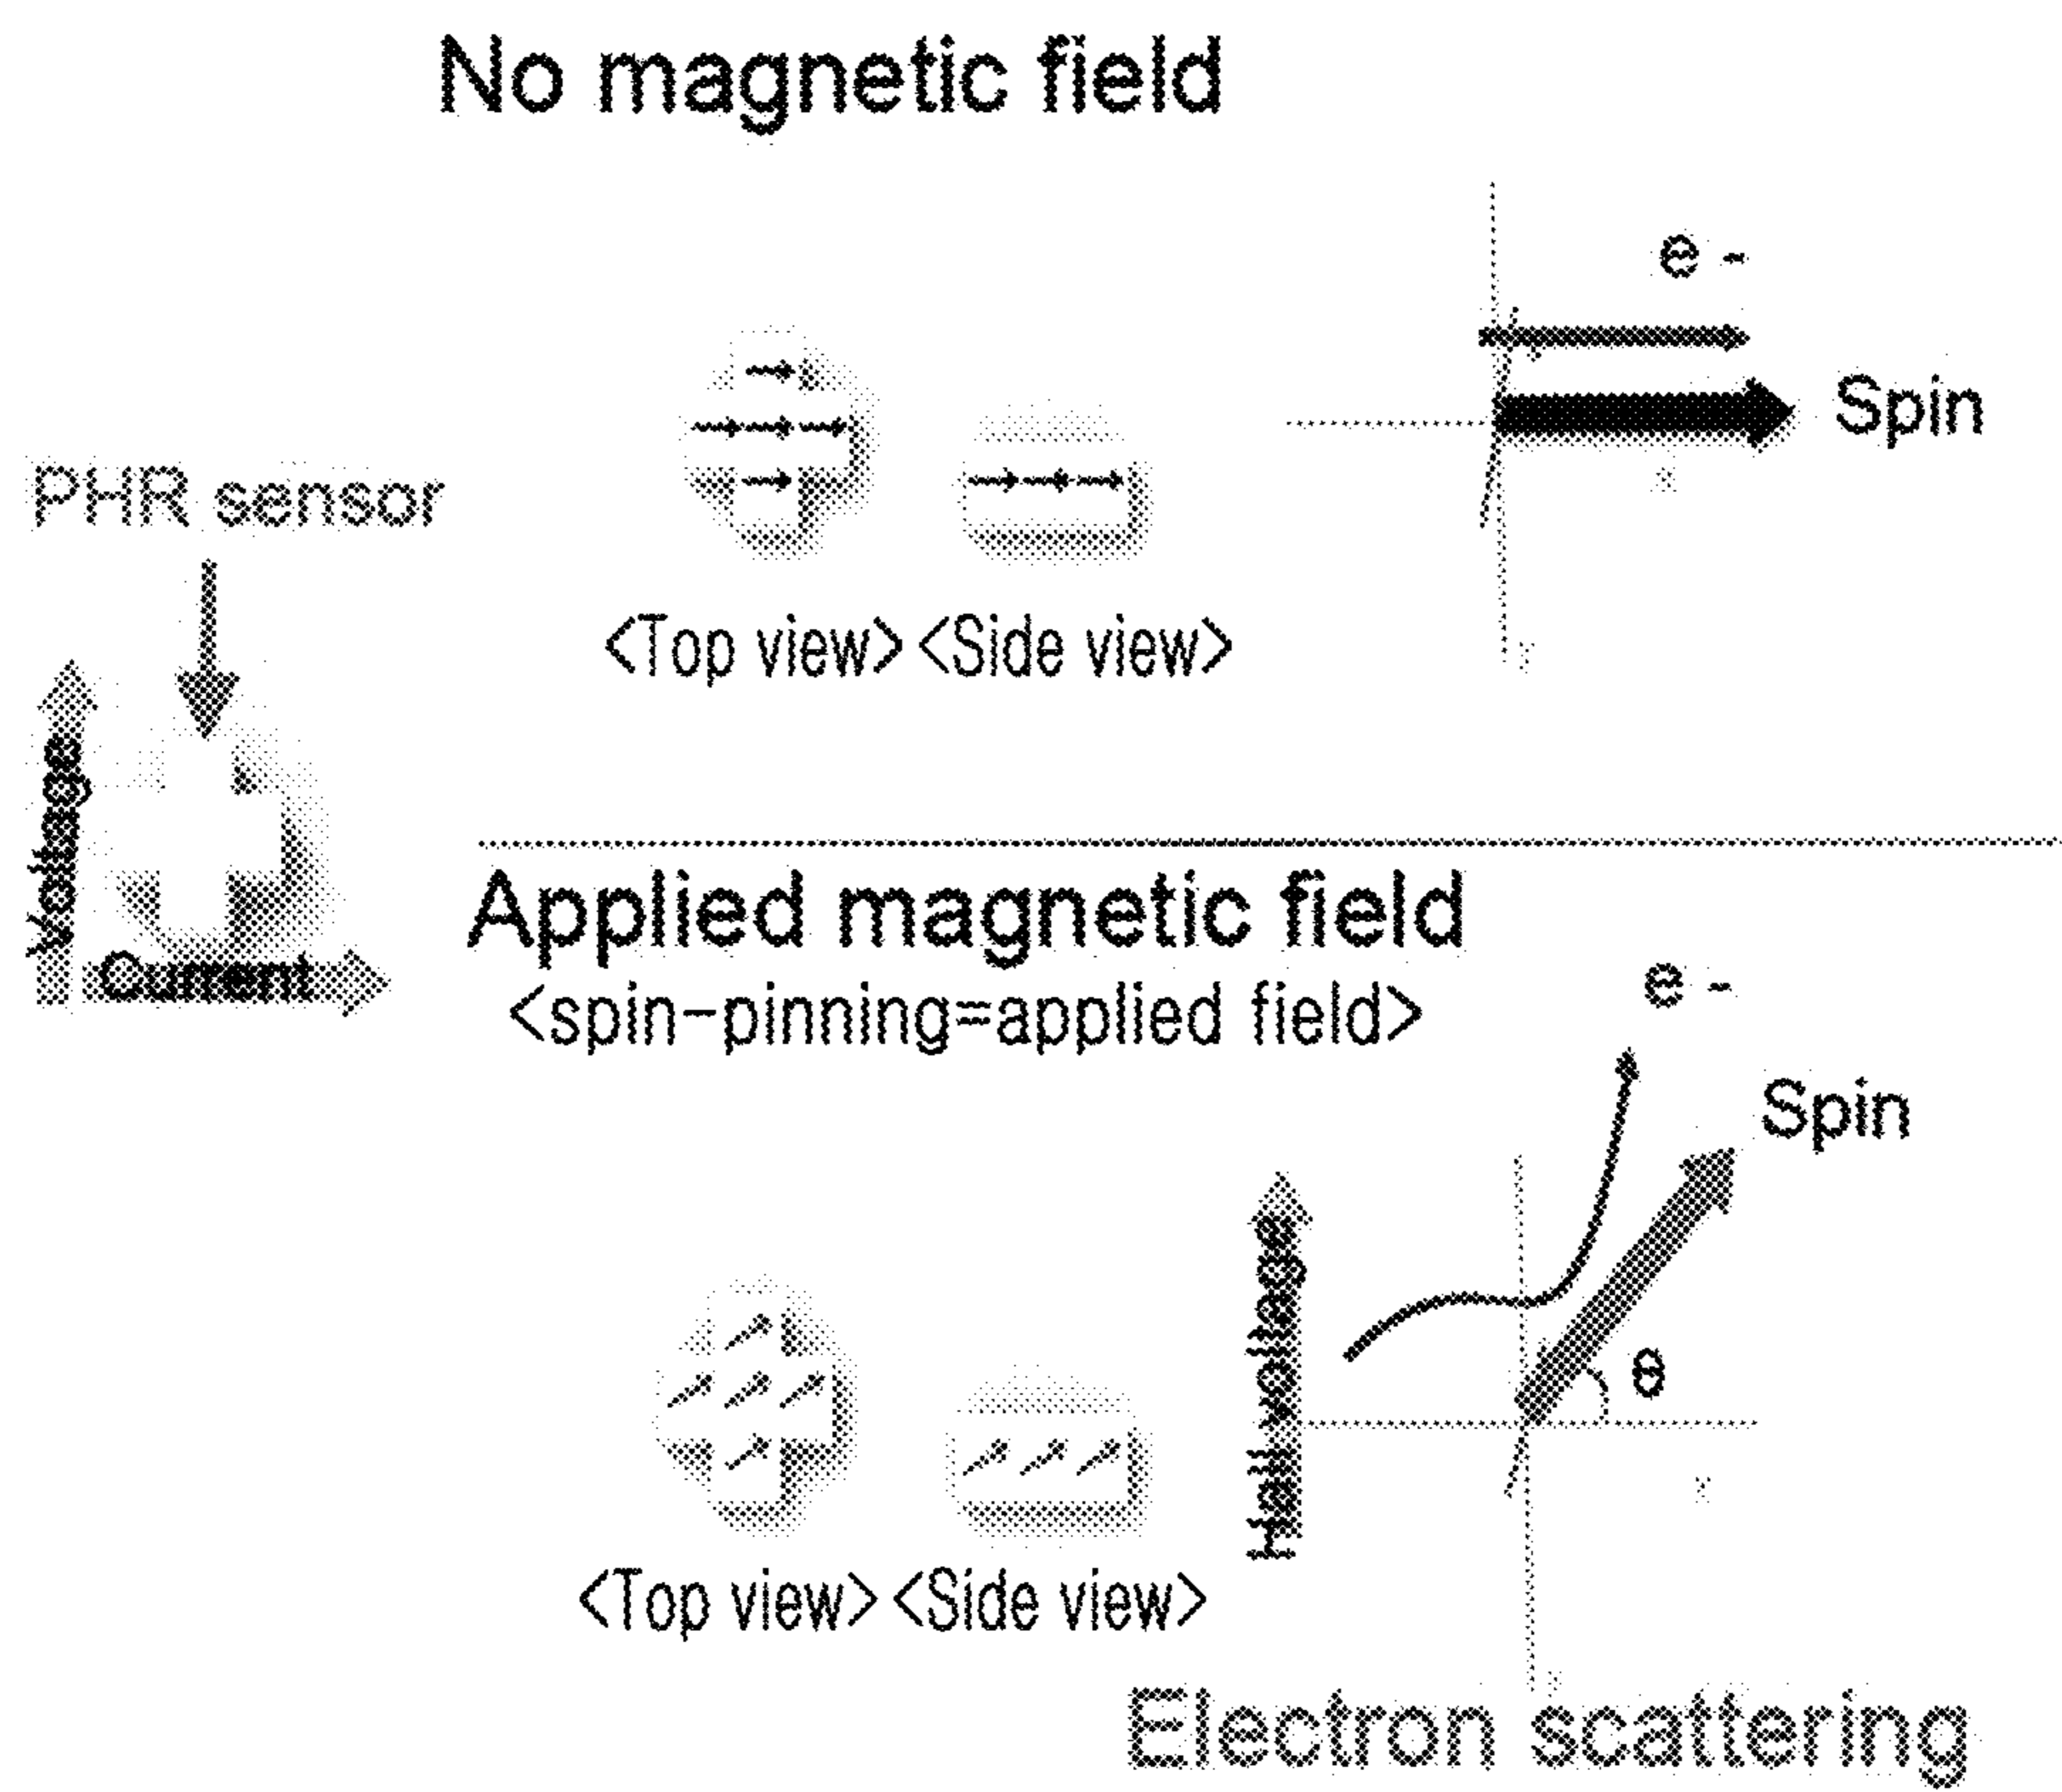 No magnetic field
e -
Spin
PHR sensor
<Top view> <Side view>
Voltage
Current
Applied magnetic field
<spin-pinning=applied field>
e -
Spin
Hall voltage
θ
<Top view> <Side view>
Electron scattering